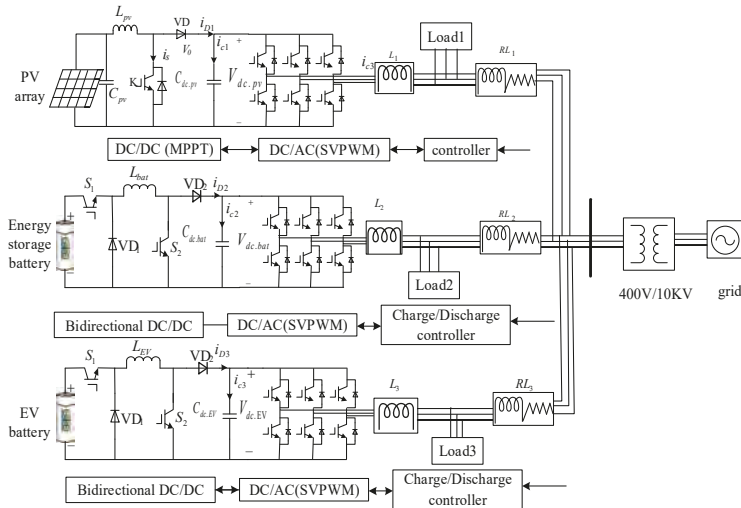 L_pv
VD
i_D1
V_0
i_s
i_c1
+
K
C_pv
C_dc.pv
V_dc.pv
−
PV
array
i_c3
L_1
Load1
RL_1
DC/DC (MPPT)
DC/AC(SVPWM)
controller
S_1
L_bat
VD_2
i_D2
i_c2
+
Energy
storage
battery
+
−
VD_1
S_2
C_dc.bat
V_dc.bat
−
L_2
Load2
RL_2
400V/10KV
grid
Bidirectional DC/DC
DC/AC(SVPWM)
Charge/Discharge
controller
S_1
L_EV
VD_2
i_D3
i_c3
+
EV
battery
+
−
VD_1
S_2
C_dc.EV
V_dc.EV
−
L_3
Load3
RL_3
Bidirectional DC/DC
DC/AC(SVPWM)
Charge/Discharge
controller